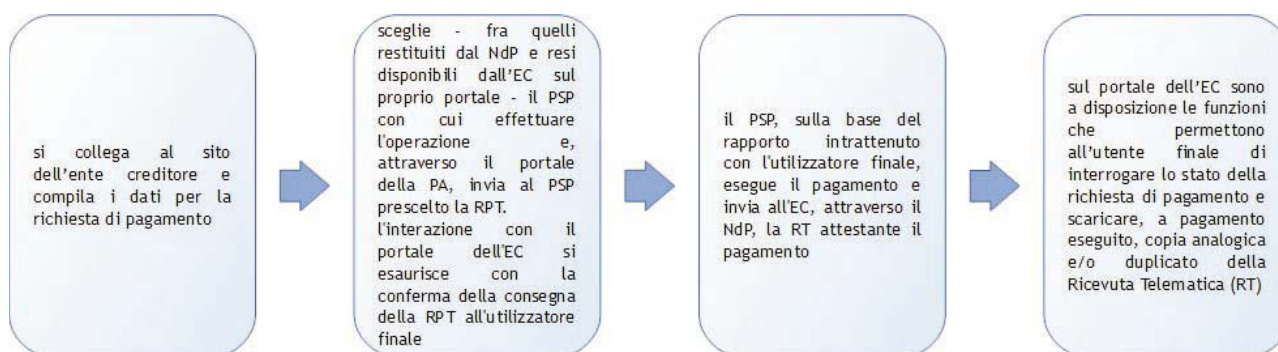 si collega al sito
dell'ente creditore e
compila i dati per la
richiesta di pagamento
sceglie - fra quelli
restituiti dal NdP e resi
disponibili dall'EC sul
proprio portale - il PSP
con cui effettuare
l'operazione e,
attraverso il portale
della PA, invia al PSP
prescelto la RPT.
l'interazione con il
portale dell'EC si
esaurisce con la
conferma della consegna
della RPT all'utilizzatore
finale
il PSP, sulla base del
rapporto intrattenuto
con l'utilizzatore finale,
esegue il pagamento e
invia all'EC, attraverso il
NdP, la RT attestante il
pagamento
sul portale dell'EC sono
a disposizione le funzioni
che permettono
all'utente finale di
interrogare lo stato della
richiesta di pagamento e
scaricare, a pagamento
eseguito, copia analogica
e/o duplicato della
Ricevuta Telematica (RT)